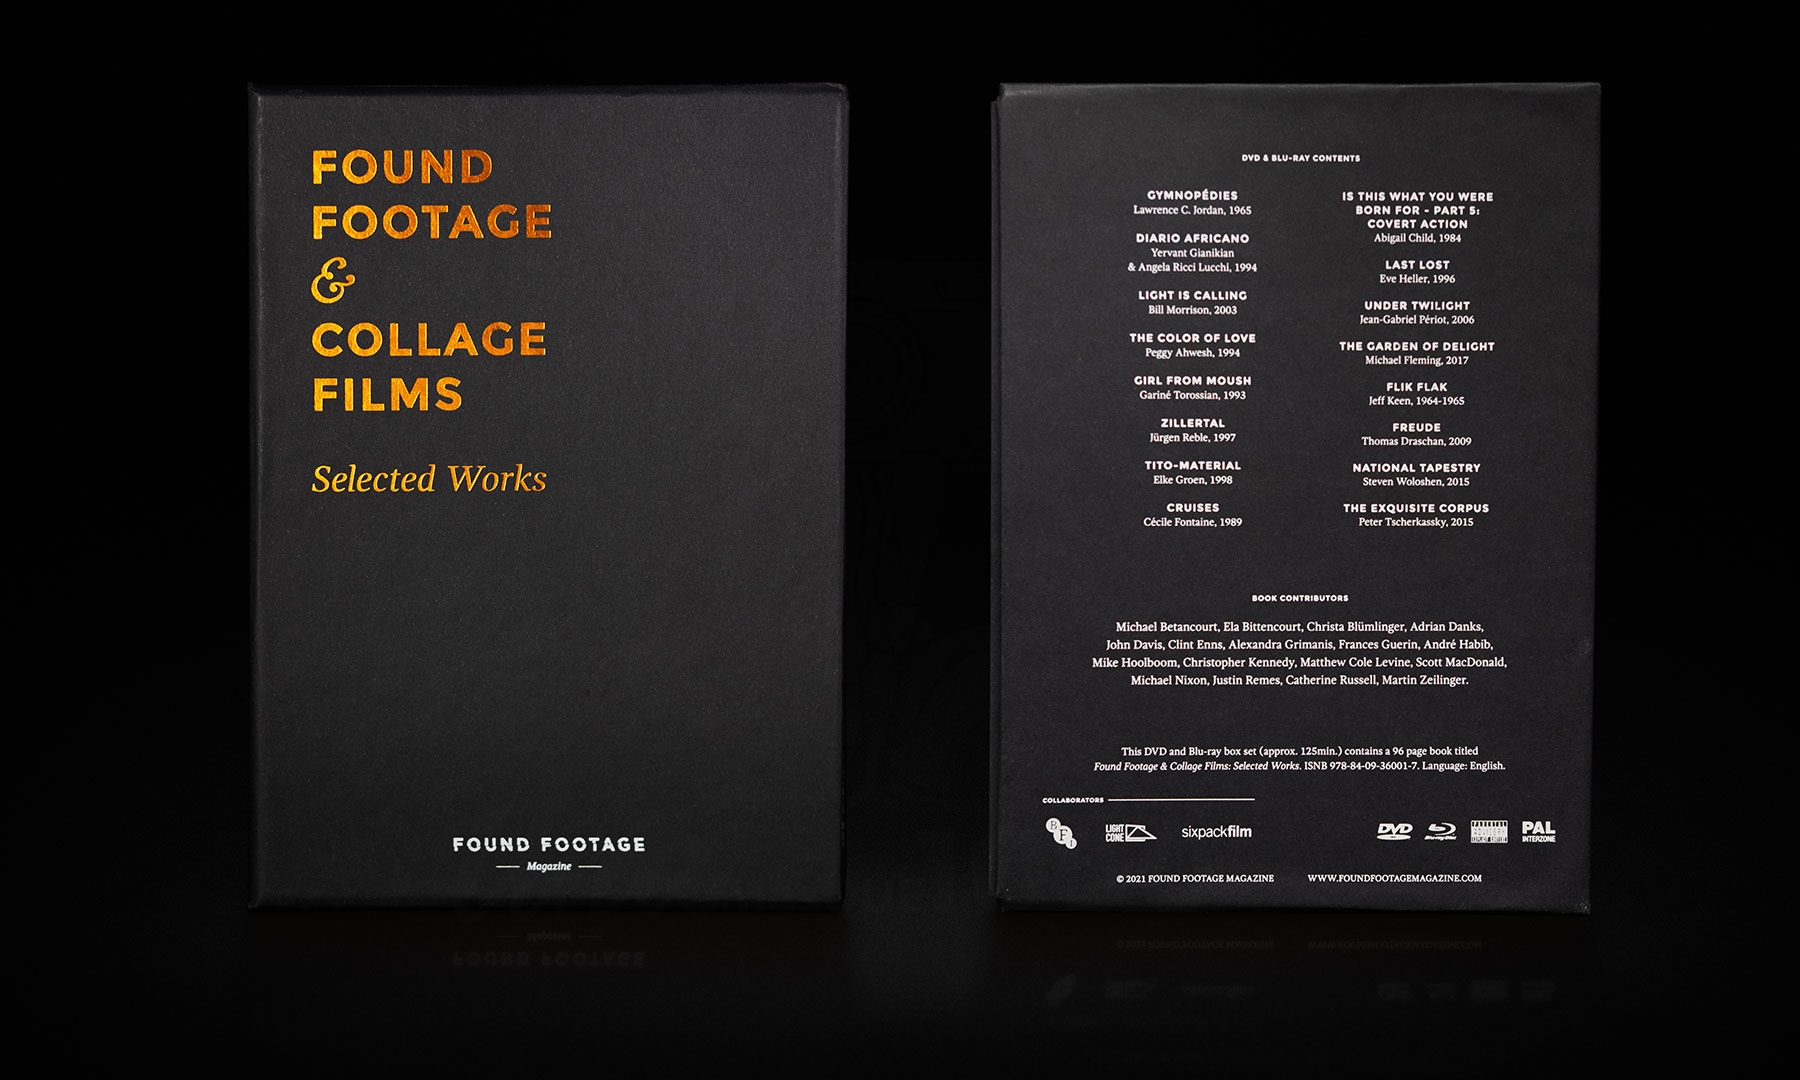 FOUND
FOOTAGE
&
COLLAGE
FILMS
Selected Works
FOUND FOOTAGE
Magazine
DVD & BLU-RAY CONTENTS
GYMNOPÉDIES
Lawrence C. Jordan, 1965
DIARIO AFRICANO
Yervant Gianikian
& Angela Ricci Lucchi, 1994
LIGHT IS CALLING
Bill Morrison, 2003
THE COLOR OF LOVE
Peggy Ahwesh, 1994
GIRL FROM MOUSH
Gariné Torossian, 1993
ZILLERTAL
Jürgen Reble, 1997
TITO-MATERIAL
Elke Groen, 1998
CRUISES
Cécile Fontaine, 1989
IS THIS WHAT YOU WERE
BORN FOR - PART 5:
COVERT ACTION
Abigail Child, 1984
LAST LOST
Eve Heller, 1996
UNDER TWILIGHT
Jean-Gabriel Périot, 2006
THE GARDEN OF DELIGHT
Michael Fleming, 2017
FLIK FLAK
Jeff Keen, 1964-1965
FREUDE
Thomas Draschan, 2009
NATIONAL TAPESTRY
Steven Woloshen, 2015
THE EXQUISITE CORPUS
Peter Tscherkassky, 2015
BOOK CONTRIBUTORS
Michael Betancourt, Ela Bittencourt, Christa Blümlinger, Adrian Danks,
John Davis, Clint Enns, Alexandra Grimanis, Frances Guerin, André Habib,
Mike Hoolboom, Christopher Kennedy, Matthew Cole Levine, Scott MacDonald,
Michael Nixon, Justin Remes, Catherine Russell, Martin Zeilinger.
This DVD and Blu-ray box set (approx. 125min.) contains a 96 page book titled
Found Footage & Collage Films: Selected Works. ISNB 978-84-09-36001-7. Language: English.
COLLABORATORS
BFI
LIGHT
CONE
sixpackfilm
DVD
Blu-ray Disc
PARENTAL
ADVISORY
EXPLICIT CONTENT
PAL
INTERZONE
© 2021 FOUND FOOTAGE MAGAZINE
WWW.FOUNDFOOTAGEMAGAZINE.COM